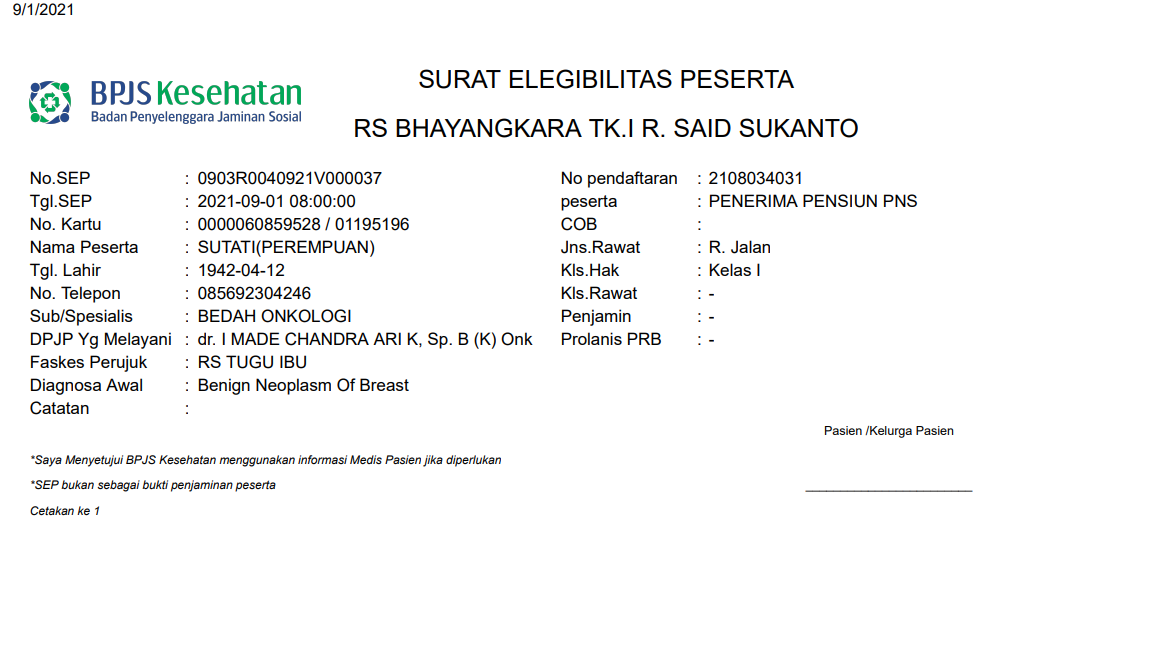 9/1/2021
BPJS Kesehatan
Badan Penyelenggara Jaminan Sosial
SURAT ELEGIBILITAS PESERTA
RS BHAYANGKARA TK.I R. SAID SUKANTO
No.SEP : 0903R0040921V000037
Tgl.SEP : 2021-09-01 08:00:00
No. Kartu : 0000060859528 / 01195196
Nama Peserta : SUTATI(PEREMPUAN)
Tgl. Lahir : 1942-04-12
No. Telepon : 085692304246
Sub/Spesialis : BEDAH ONKOLOGI
DPJP Yg Melayani : dr. I MADE CHANDRA ARI K, Sp. B (K) Onk
Faskes Perujuk : RS TUGU IBU
Diagnosa Awal : Benign Neoplasm Of Breast
Catatan :
No pendaftaran : 2108034031
peserta : PENERIMA PENSIUN PNS
COB :
Jns.Rawat : R. Jalan
Kls.Hak : Kelas I
Kls.Rawat : -
Penjamin : -
Prolanis PRB : -
Pasien /Kelurga Pasien
*Saya Menyetujui BPJS Kesehatan menggunakan informasi Medis Pasien jika diperlukan
*SEP bukan sebagai bukti penjaminan peserta
Cetakan ke 1